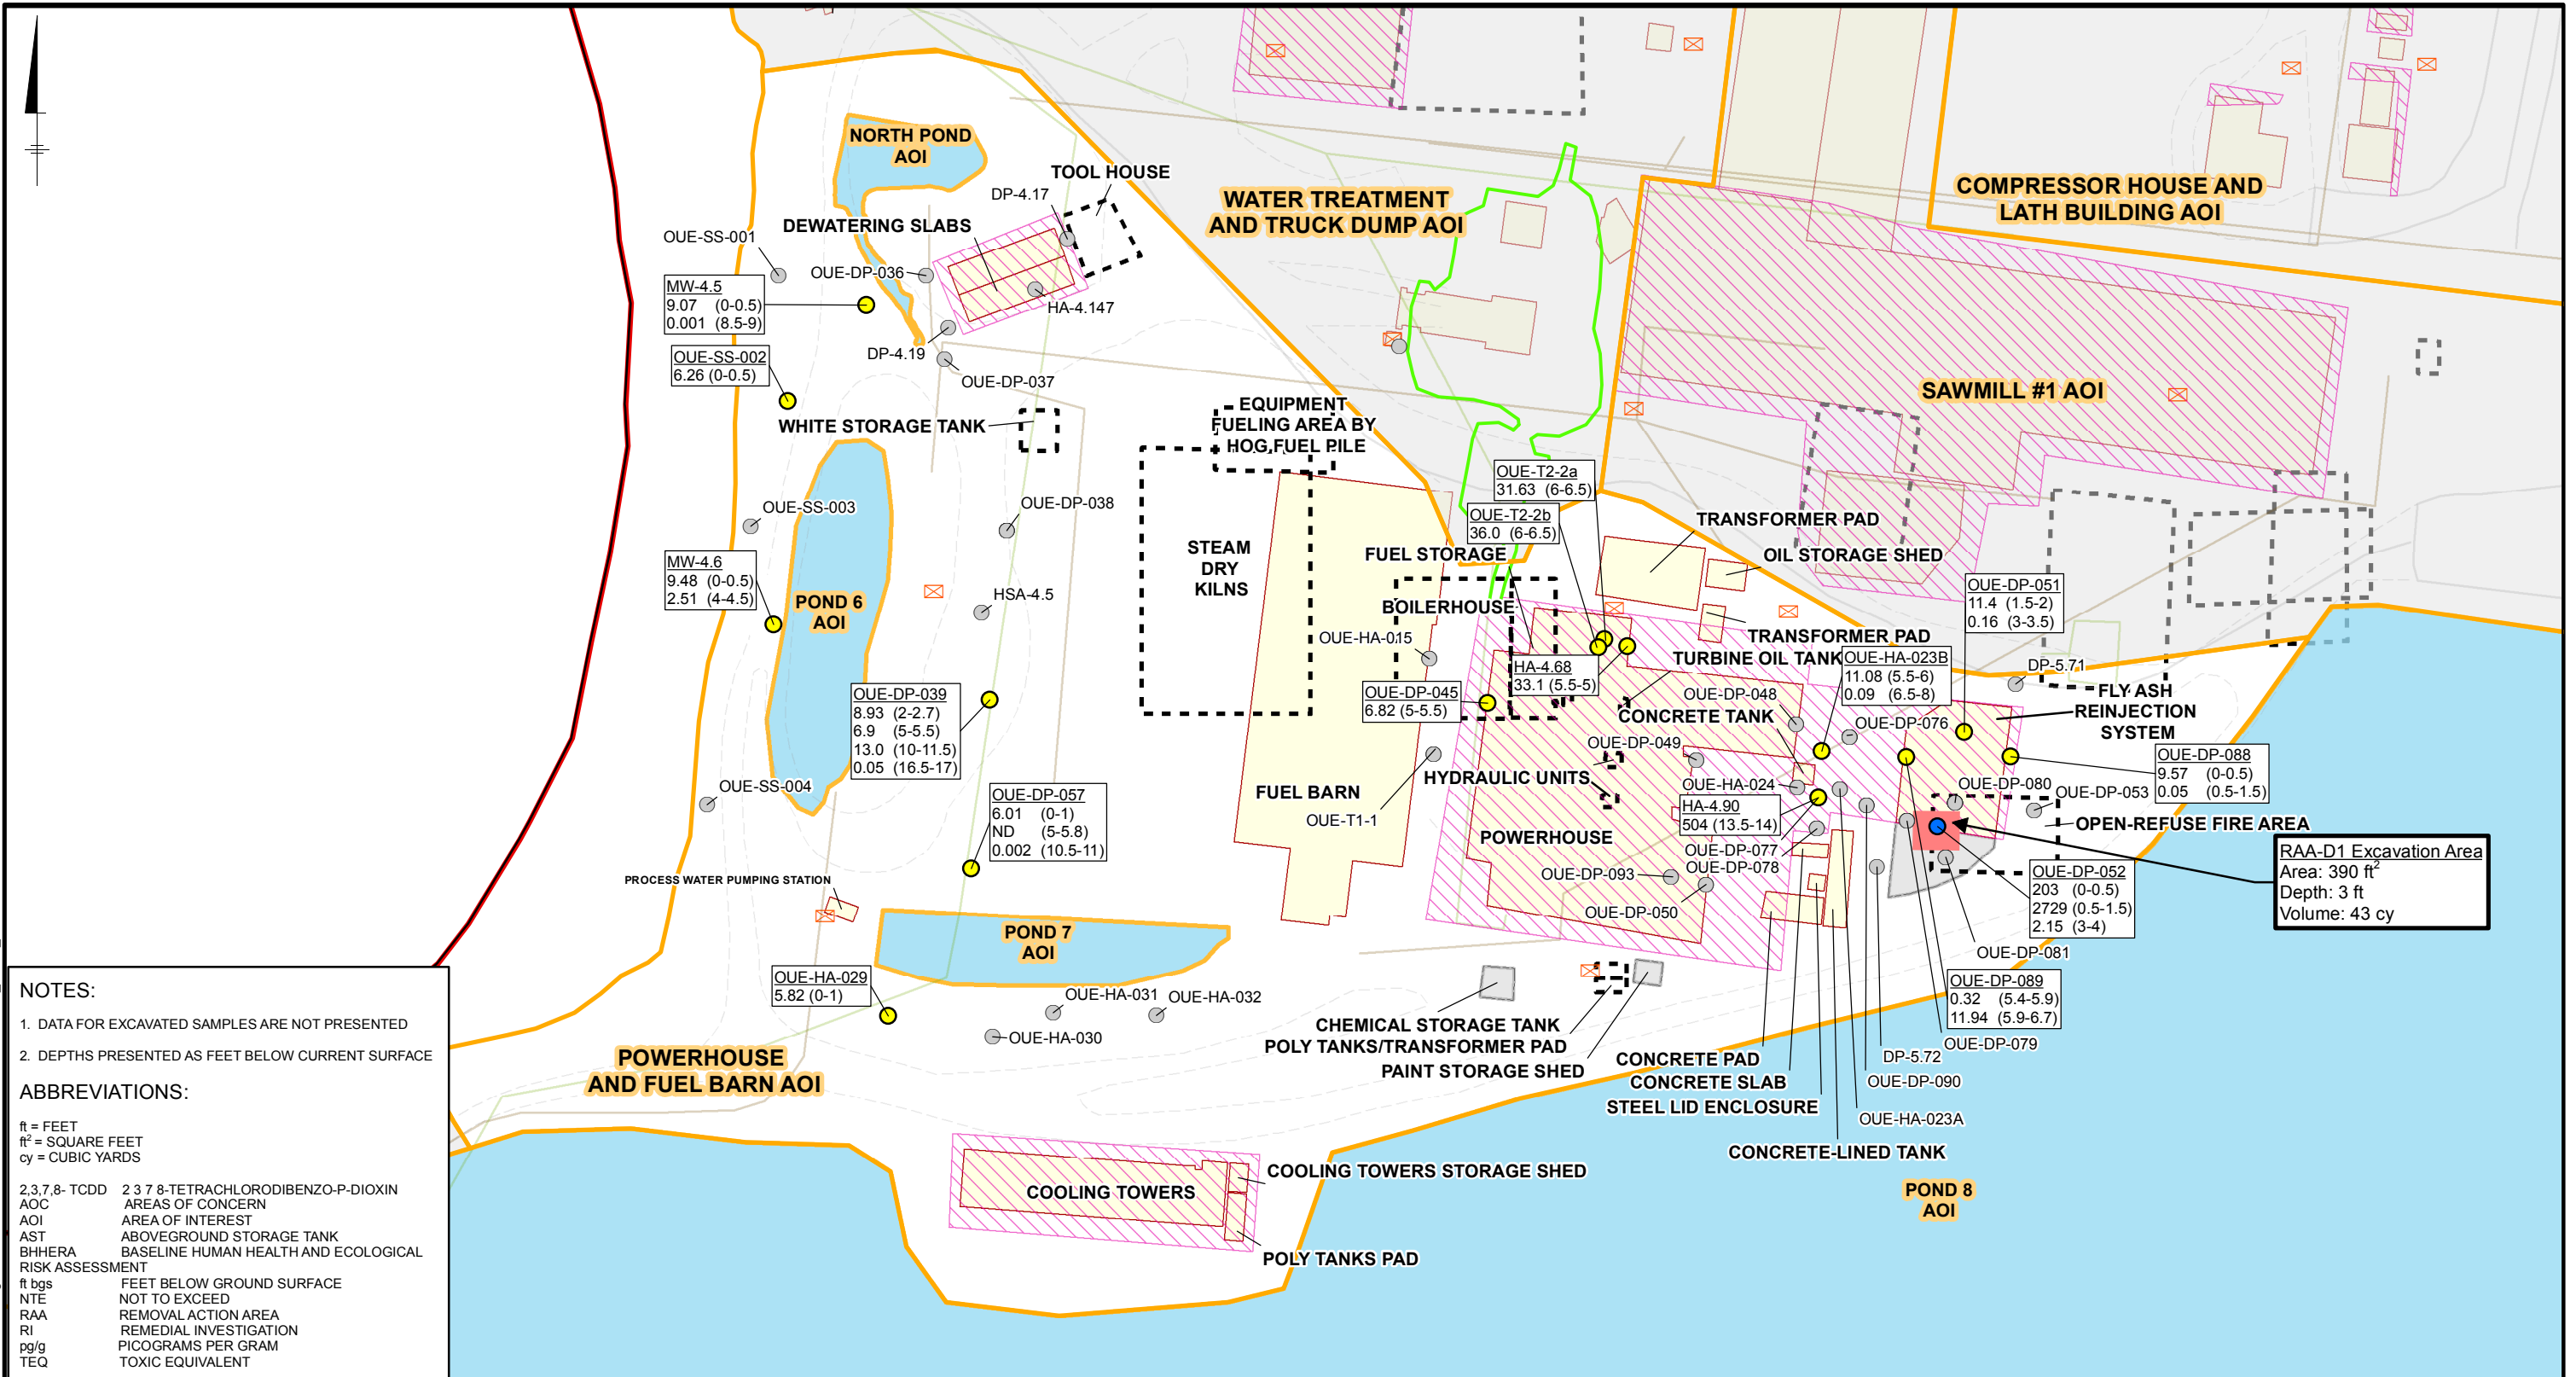 NORTH POND
AOI
TOOL HOUSE
DP-4.17
DEWATERING SLABS
OUE-SS-001
OUE-DP-036
MW-4.5
9.07 (0-0.5)
0.001 (8.5-9)
HA-4.147
DP-4.19
OUE-SS-002
6.26 (0-0.5)
OUE-DP-037
WATER TREATMENT
AND TRUCK DUMP AOI
COMPRESSOR HOUSE AND
LATH BUILDING AOI
SAWMILL #1 AOI
WHITE STORAGE TANK
EQUIPMENT
FUELING AREA BY
HOG FUEL PILE
OUE-SS-003
OUE-DP-038
STEAM
DRY
KILNS
MW-4.6
9.48 (0-0.5)
2.51 (4-4.5)
POND 6
AOI
HSA-4.5
OUE-T2-2a
31.63 (6-6.5)
OUE-T2-2b
36.0 (6-6.5)
FUEL STORAGE
TRANSFORMER PAD
OIL STORAGE SHED
BOILERHOUSE
OUE-HA-015
TRANSFORMER PAD
TURBINE OIL TANK
HA-4.68
33.1 (5.5-5)
OUE-DP-045
6.82 (5-5.5)
OUE-DP-051
11.4 (1.5-2)
0.16 (3-3.5)
OUE-HA-023B
11.08 (5.5-6)
0.09 (6.5-8)
DP-5.71
FLY ASH
REINJECTION
SYSTEM
OUE-DP-039
8.93 (2-2.7)
6.9 (5-5.5)
13.0 (10-11.5)
0.05 (16.5-17)
OUE-DP-048
CONCRETE TANK
OUE-DP-076
OUE-DP-049
HYDRAULIC UNITS
OUE-HA-024
OUE-DP-088
9.57 (0-0.5)
0.05 (0.5-1.5)
OUE-DP-080
OUE-DP-053
OUE-SS-004
OUE-DP-057
6.01 (0-1)
ND (5-5.8)
0.002 (10.5-11)
FUEL BARN
OUE-T1-1
HA-4.90
504 (13.5-14)
POWERHOUSE
OPEN-REFUSE FIRE AREA
OUE-DP-077
OUE-DP-078
OUE-DP-093
OUE-DP-050
RAA-D1 Excavation Area
Area: 390 ft²
Depth: 3 ft
Volume: 43 cy
OUE-DP-052
203 (0-0.5)
2729 (0.5-1.5)
2.15 (3-4)
PROCESS WATER PUMPING STATION
POND 7
AOI
OUE-DP-081
OUE-HA-029
5.82 (0-1)
OUE-DP-089
0.32 (5.4-5.9)
11.94 (5.9-6.7)
OUE-HA-031
OUE-HA-032
OUE-HA-030
CHEMICAL STORAGE TANK
POLY TANKS/TRANSFORMER PAD
PAINT STORAGE SHED
OUE-DP-079
DP-5.72
OUE-DP-090
OUE-HA-023A
CONCRETE PAD
CONCRETE SLAB
STEEL LID ENCLOSURE
CONCRETE-LINED TANK
POWERHOUSE
AND FUEL BARN AOI
COOLING TOWERS STORAGE SHED
COOLING TOWERS
POLY TANKS PAD
POND 8
AOI
NOTES:
1. DATA FOR EXCAVATED SAMPLES ARE NOT PRESENTED
2. DEPTHS PRESENTED AS FEET BELOW CURRENT SURFACE
ABBREVIATIONS:
ft = FEET
ft² = SQUARE FEET
cy = CUBIC YARDS
2,3,7,8- TCDD 2 3 7 8-TETRACHLORODIBENZO-P-DIOXIN
AOC AREAS OF CONCERN
AOI AREA OF INTEREST
AST ABOVEGROUND STORAGE TANK
BHHERA BASELINE HUMAN HEALTH AND ECOLOGICAL
RISK ASSESSMENT
ft bgs FEET BELOW GROUND SURFACE
NTE NOT TO EXCEED
RAA REMOVAL ACTION AREA
RI REMEDIAL INVESTIGATION
pg/g PICOGRAMS PER GRAM
TEQ TOXIC EQUIVALENT